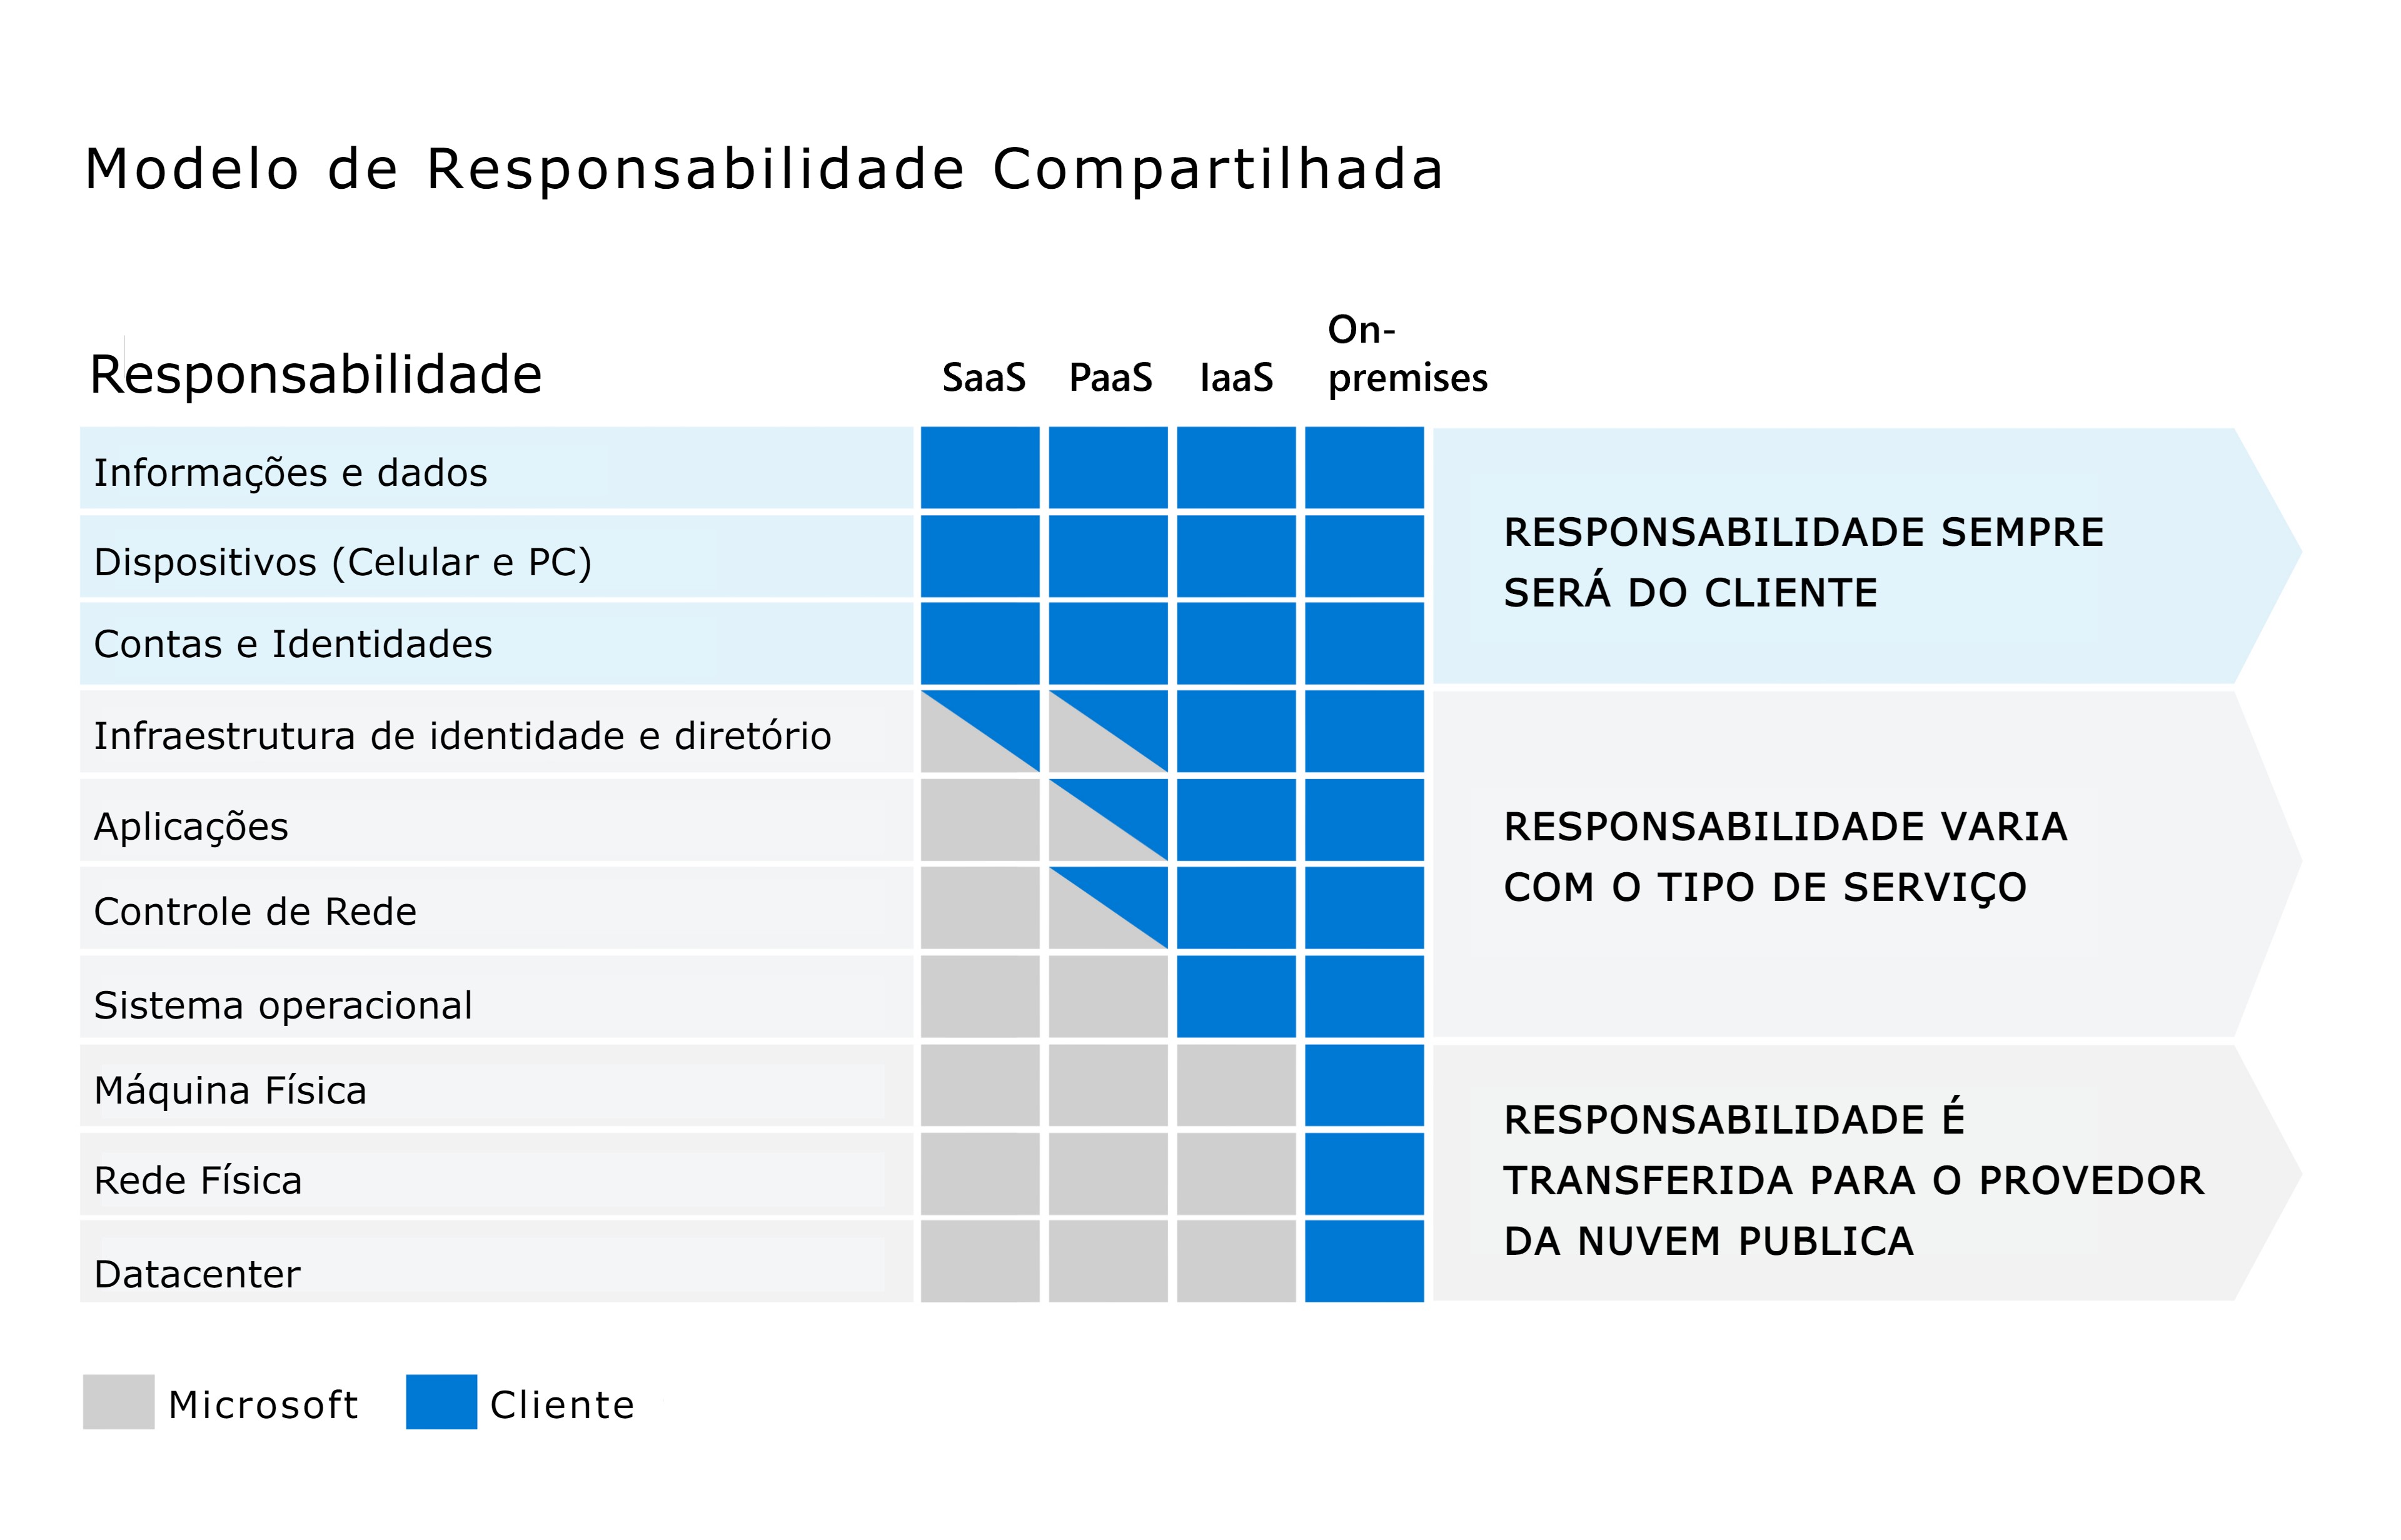 Modelo de Responsabilidade Compartilhada
Responsabilidade
SaaS
PaaS
IaaS
On-
premises
Informações e dados
Dispositivos (Celular e PC)
Contas e Identidades
RESPONSABILIDADE SEMPRE
SERÁ DO CLIENTE
Infraestrutura de identidade e diretório
Aplicações
Controle de Rede
Sistema operacional
RESPONSABILIDADE VARIA
COM O TIPO DE SERVIÇO
Máquina Física
Rede Física
Datacenter
RESPONSABILIDADE É
TRANSFERIDA PARA O PROVEDOR
DA NUVEM PUBLICA
Microsoft
Cliente